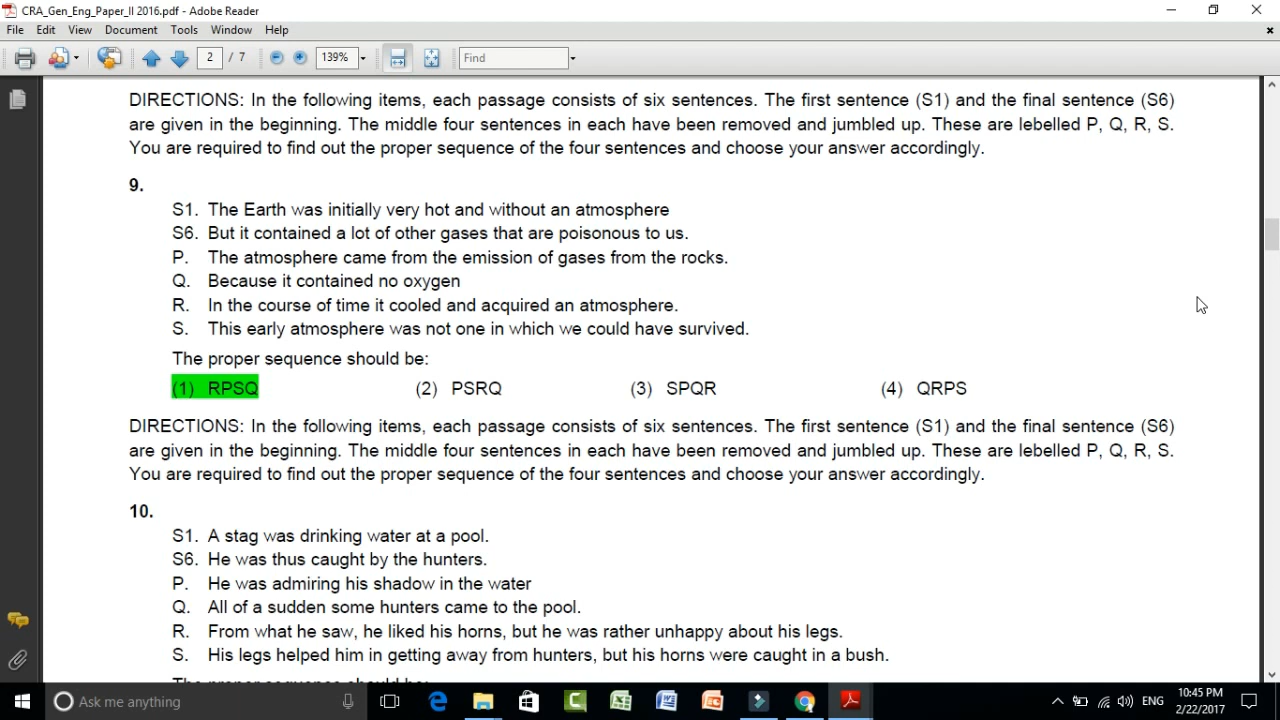 CRA_Gen_Eng_Paper_II 2016.pdf - Adobe Reader
File Edit View Document Tools Window Help
2 / 7 139% Find
DIRECTIONS: In the following items, each passage consists of six sentences. The first sentence (S1) and the final sentence (S6)
are given in the beginning. The middle four sentences in each have been removed and jumbled up. These are lebelled P, Q, R, S.
You are required to find out the proper sequence of the four sentences and choose your answer accordingly.
9.
S1. The Earth was initially very hot and without an atmosphere
S6. But it contained a lot of other gases that are poisonous to us.
P. The atmosphere came from the emission of gases from the rocks.
Q. Because it contained no oxygen
R. In the course of time it cooled and acquired an atmosphere.
S. This early atmosphere was not one in which we could have survived.
The proper sequence should be:
(1) RPSQ (2) PSRQ (3) SPQR (4) QRPS
DIRECTIONS: In the following items, each passage consists of six sentences. The first sentence (S1) and the final sentence (S6)
are given in the beginning. The middle four sentences in each have been removed and jumbled up. These are lebelled P, Q, R, S.
You are required to find out the proper sequence of the four sentences and choose your answer accordingly.
10.
S1. A stag was drinking water at a pool.
S6. He was thus caught by the hunters.
P. He was admiring his shadow in the water
Q. All of a sudden some hunters came to the pool.
R. From what he saw, he liked his horns, but he was rather unhappy about his legs.
S. His legs helped him in getting away from hunters, but his horns were caught in a bush.
Ask me anything
ENG
10:45 PM
2/22/2017